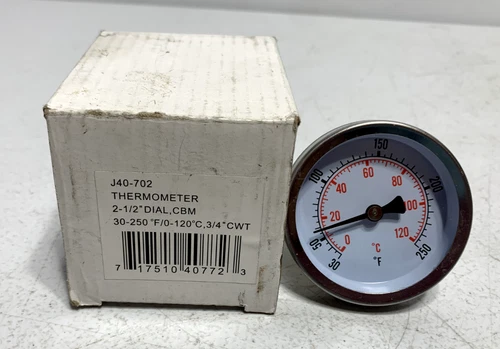 J40-702
THERMOMETER
2-1/2" DIAL,CBM
30-250 °F/0-120°C,3/4"CWT
7 17510 40772 3
30 50 100 150 200 250
0 20 40 60 80 100 120
°C
°F